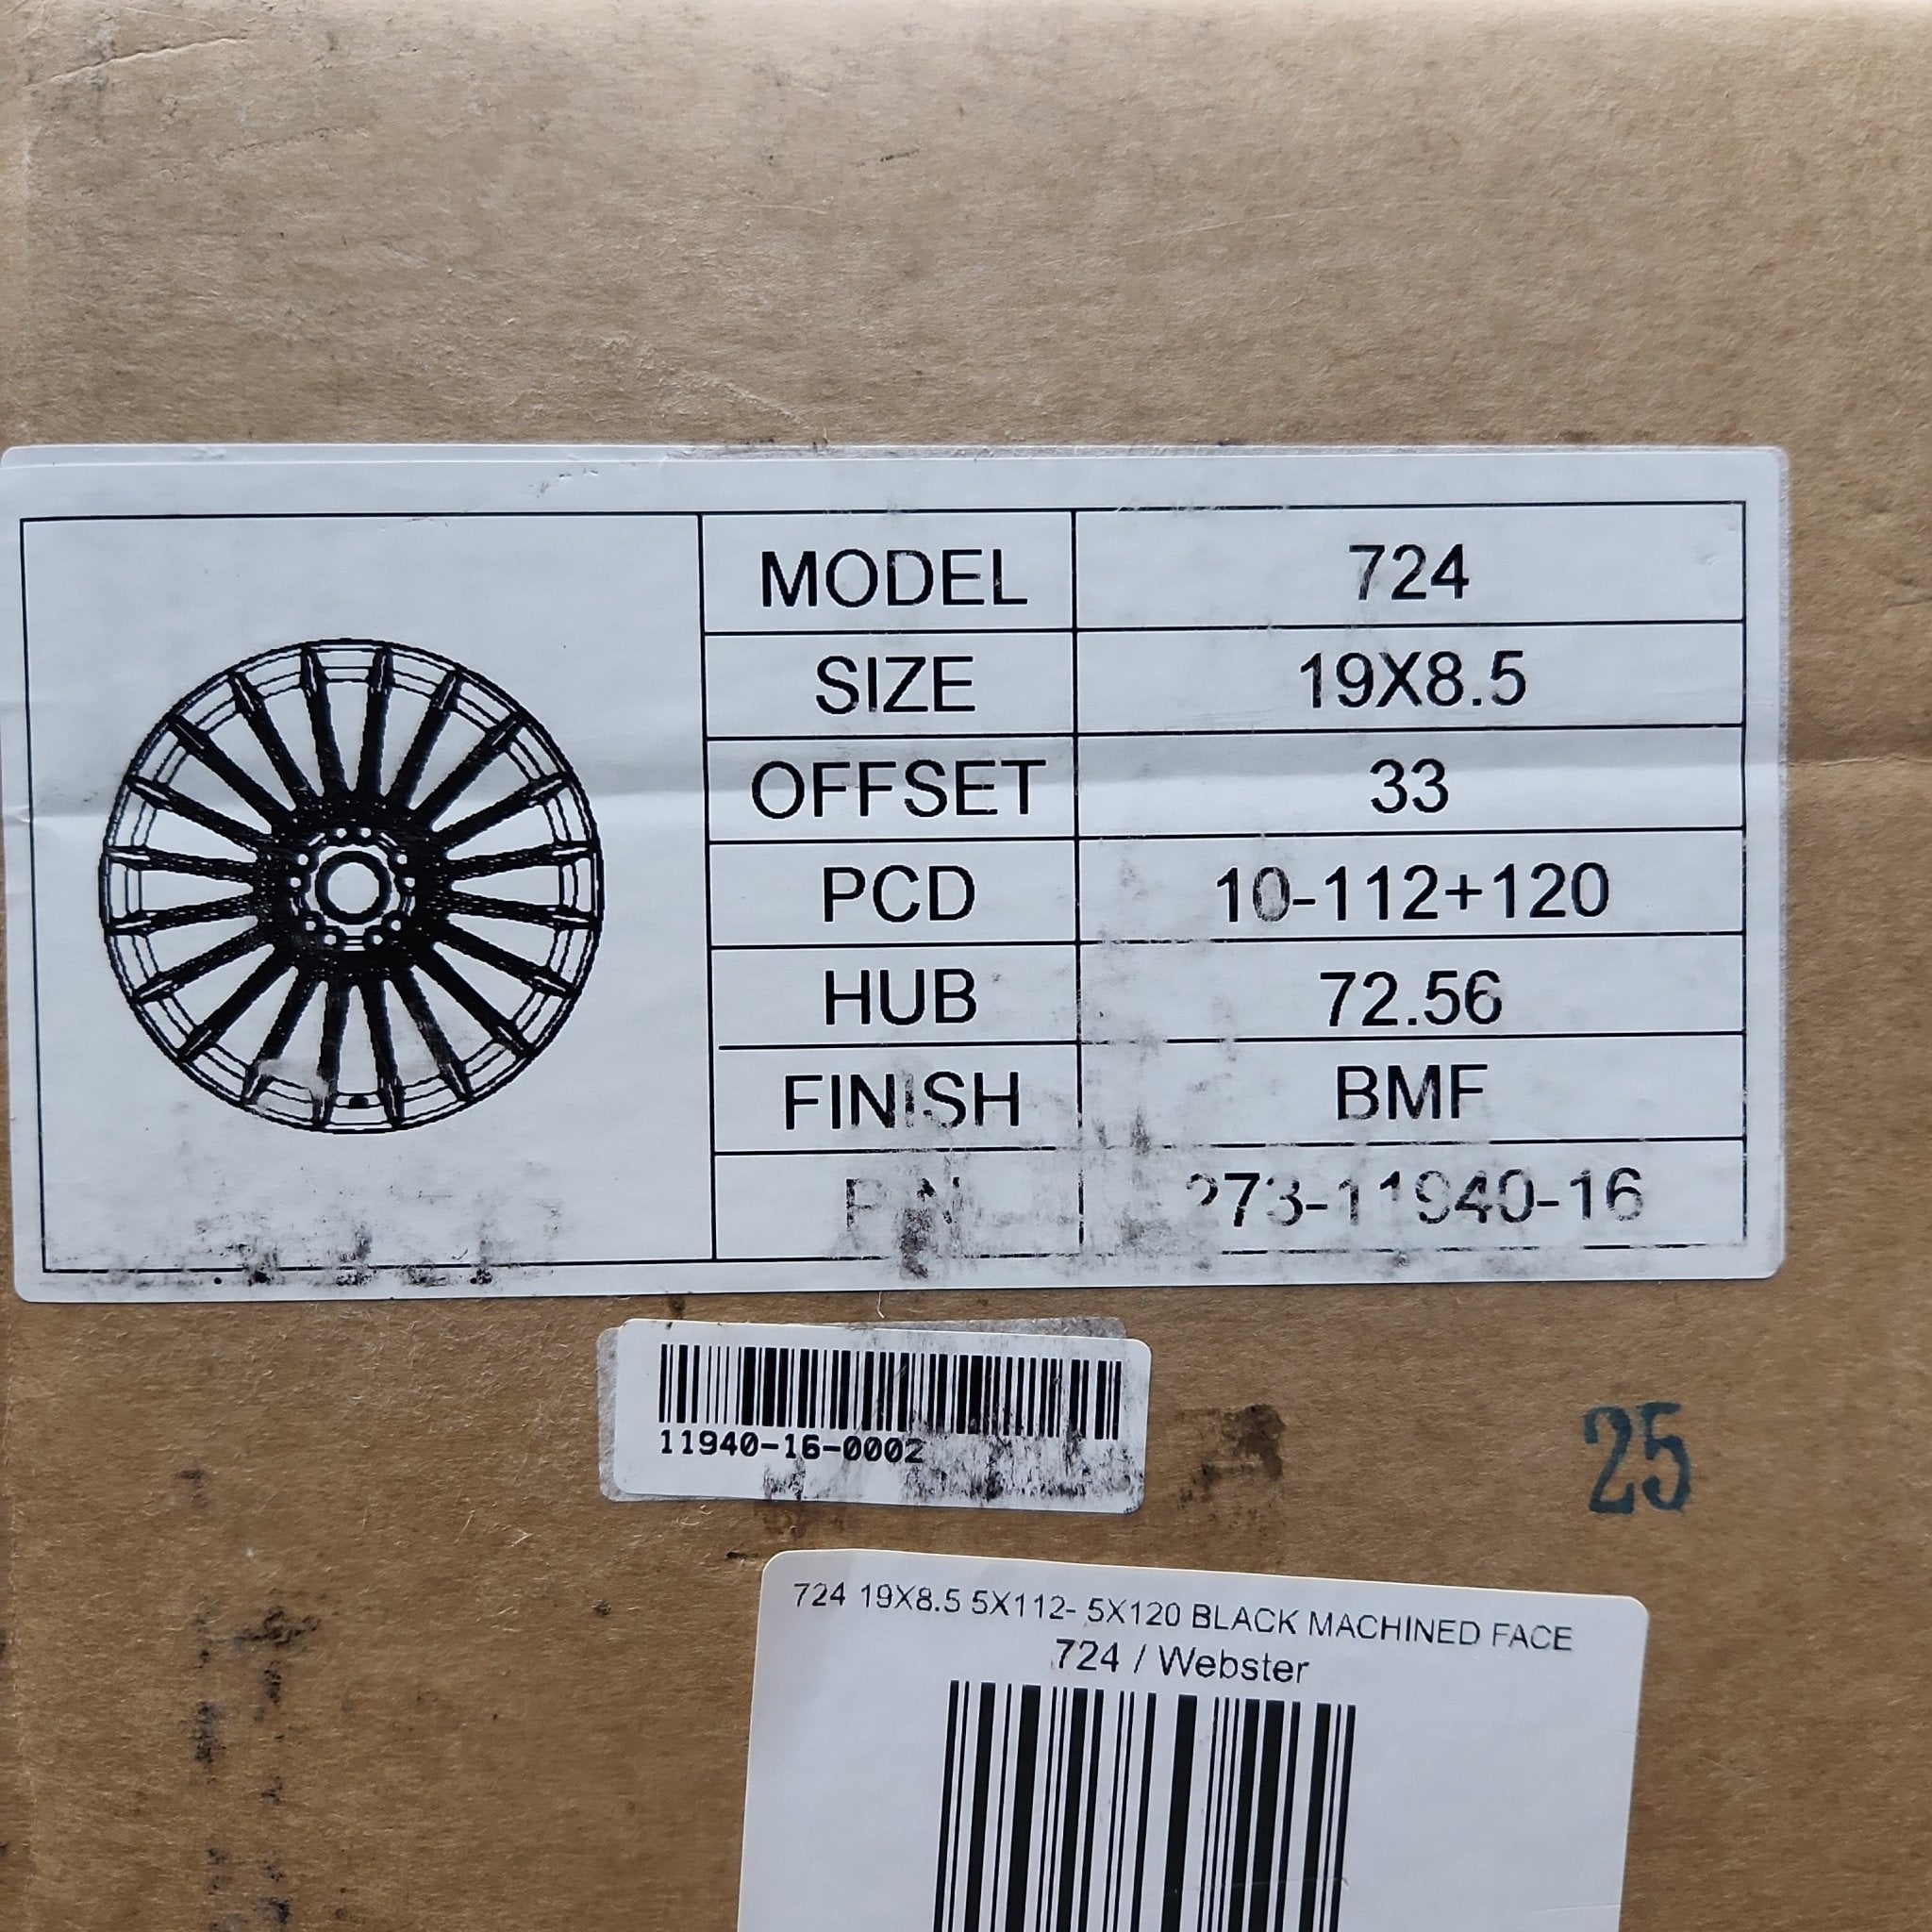 MODEL 724
SIZE 19X8.5
OFFSET 33
PCD 10-112+120
HUB 72.56
FINISH BMF
P/N 273-11940-16
11940-16-0002
25
724 19X8.5 5X112- 5X120 BLACK MACHINED FACE
724 / Webster